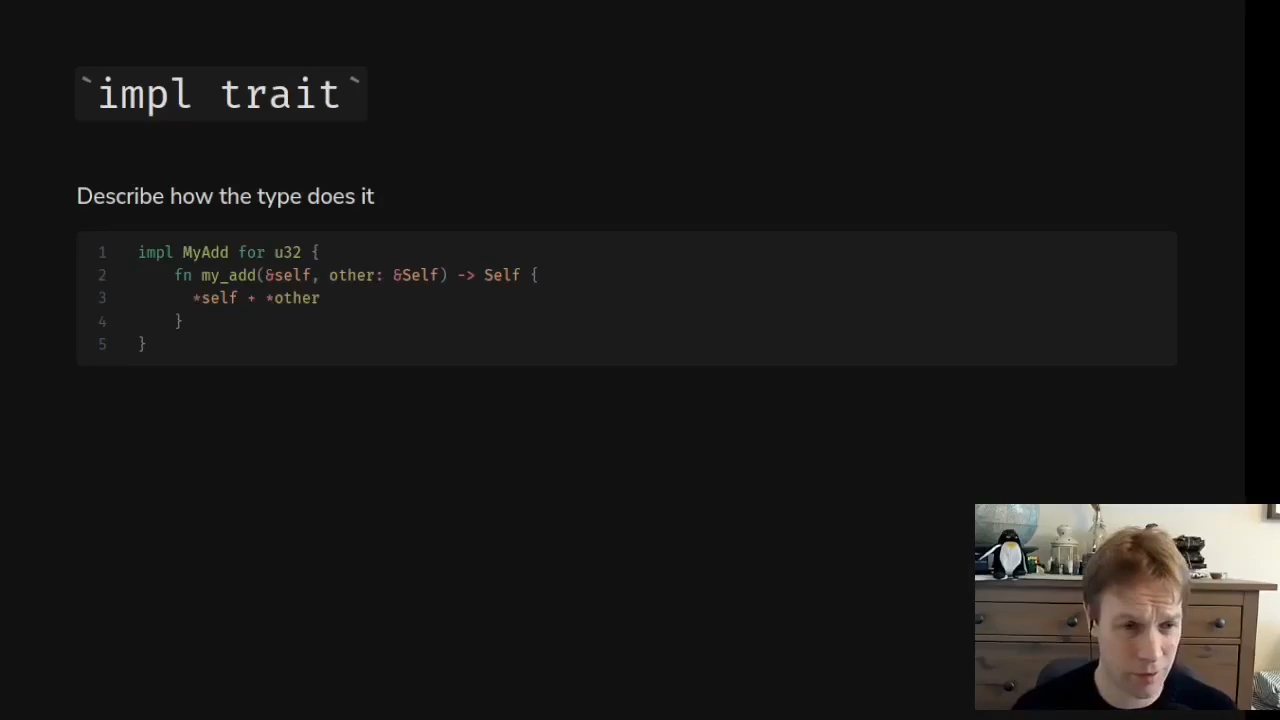 `impl trait`
Describe how the type does it
1 impl MyAdd for u32 {
2 fn my_add(&self, other: &Self) -> Self {
3 *self + *other
4 }
5 }